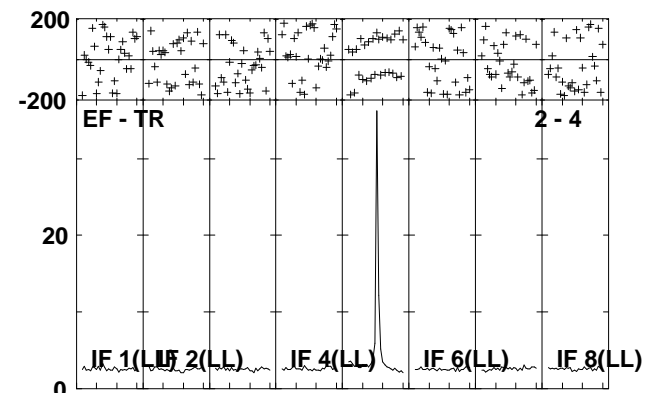 200
-200
EF - TR 2 - 4
20
IF 1(LL) IF 2(LL) IF 4(LL) IF 6(LL) IF 8(LL)
0